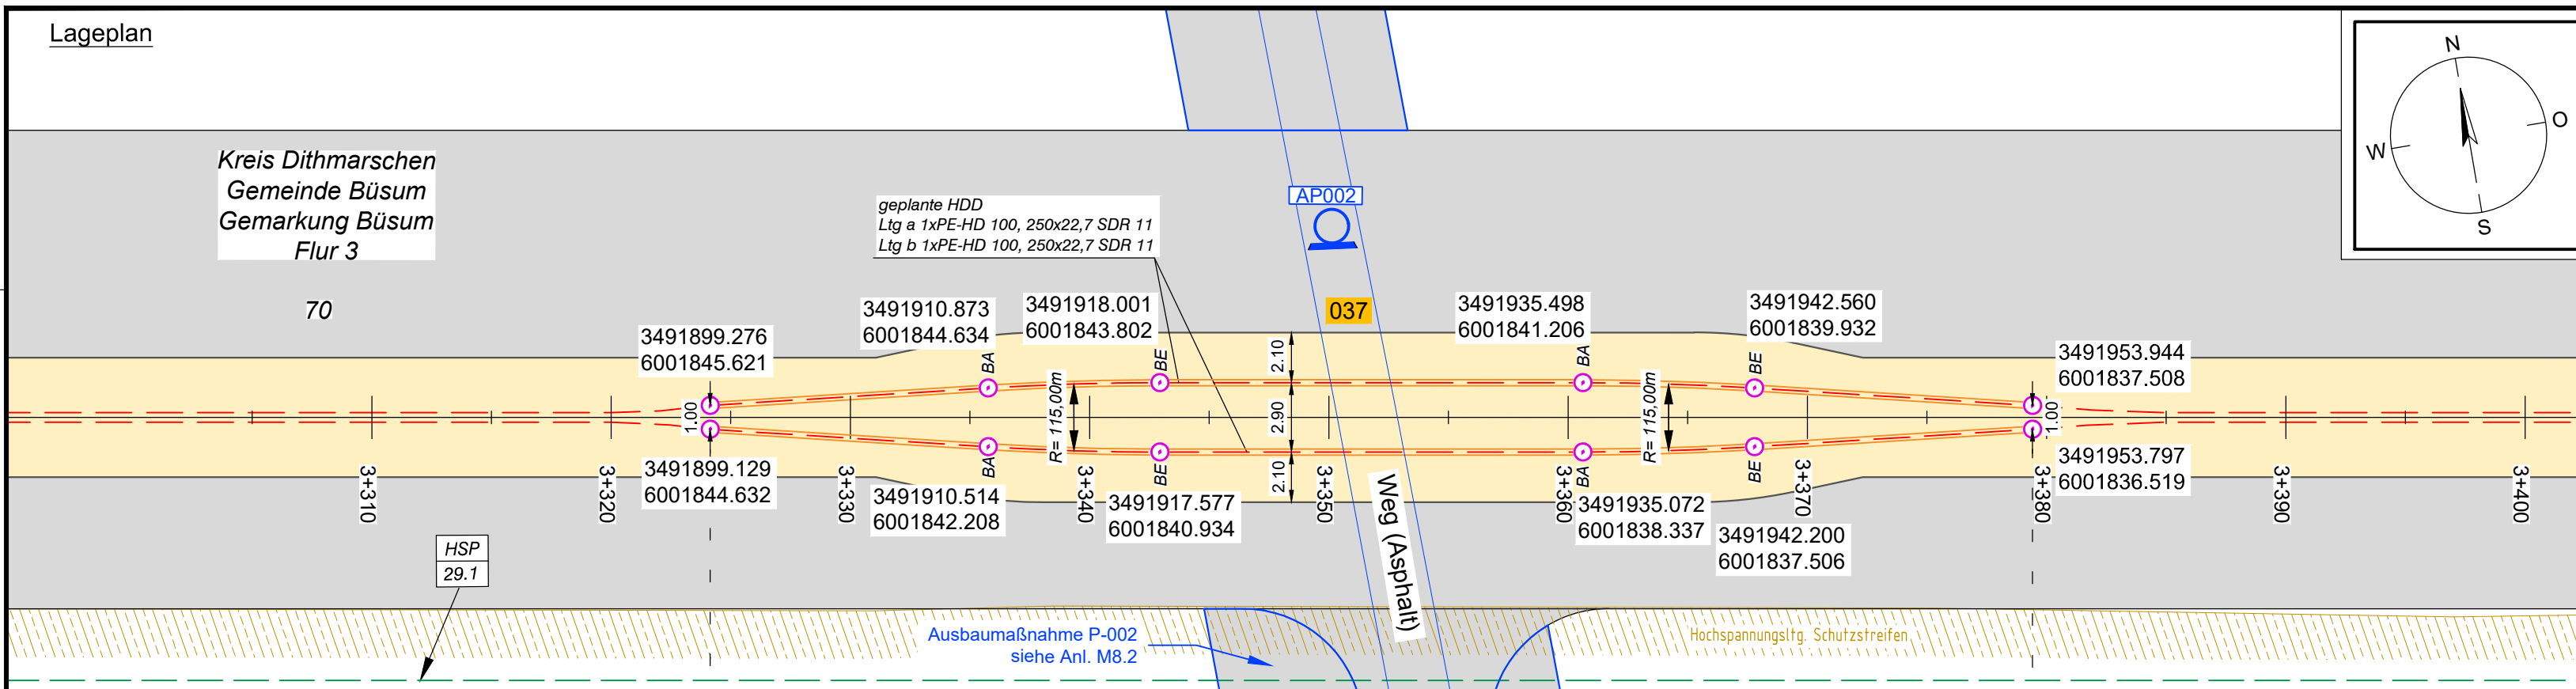 Lageplan
Kreis Dithmarschen
Gemeinde Büsum
Gemarkung Büsum
Flur 3
70
geplante HDD
Ltg a 1xPE-HD 100, 250x22,7 SDR 11
Ltg b 1xPE-HD 100, 250x22,7 SDR 11
AP002
037
N
O
W
S
3491899.276
6001845.621
3491910.873
6001844.634
3491918.001
6001843.802
3491935.498
6001841.206
3491942.560
6001839.932
3491953.944
6001837.508
BA
BE
BA
BE
1.00
R= 115,00m
2.10
2.90
2.10
R= 115,00m
1.00
BA
BE
BA
BE
3491899.129
6001844.632
3491910.514
6001842.208
3491917.577
6001840.934
3491935.072
6001838.337
3491942.200
6001837.506
3491953.797
6001836.519
3+310
3+320
3+330
3+340
3+350
3+360
3+370
3+380
3+390
3+400
Weg (Asphalt)
HSP
29.1
Ausbaumaßnahme P-002
siehe Anl. M8.2
Hochspannungsltg. Schutzstreifen